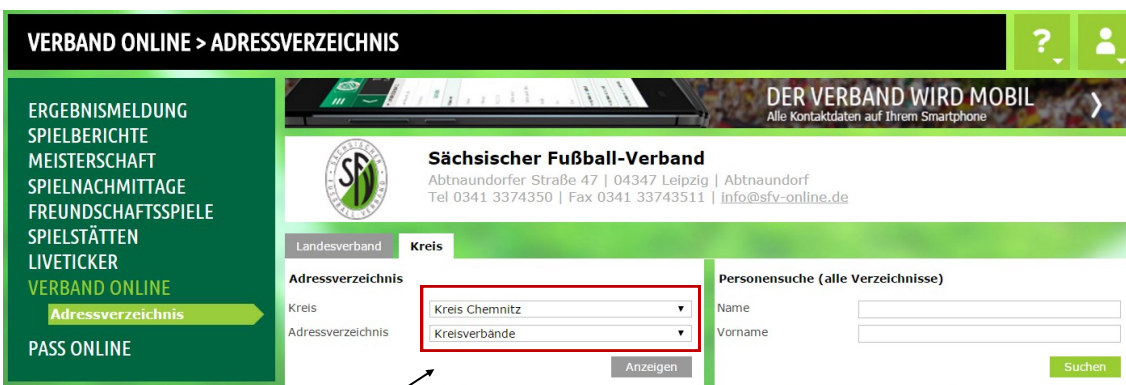 VERBAND ONLINE > ADRESSVERZEICHNIS
?
ERGEBNISMELDUNG
SPIELBERICHTE
MEISTERSCHAFT
SPIELNACHMITTAGE
FREUNDSCHAFTSSPIELE
SPIELSTÄTTEN
LIVETICKER
VERBAND ONLINE
Adressverzeichnis
PASS ONLINE
DER VERBAND WIRD MOBIL
Alle Kontaktdaten auf Ihrem Smartphone
SFV
Sächsischer Fußball-Verband
Abtnaundorfer Straße 47 | 04347 Leipzig | Abtnaundorf
Tel 0341 3374350 | Fax 0341 33743511 | info@sfv-online.de
Landesverband Kreis
Adressverzeichnis
Kreis Kreis Chemnitz
Adressverzeichnis Kreisverbände
Anzeigen
Personensuche (alle Verzeichnisse)
Name
Vorname
Suchen